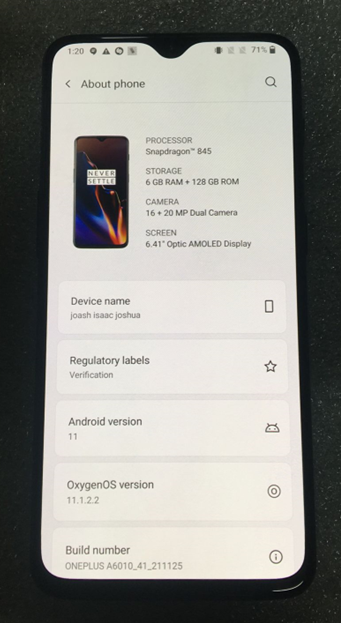 1:20
71%
About phone
NEVER
SETTLE
PROCESSOR
Snapdragon™ 845
STORAGE
6 GB RAM + 128 GB ROM
CAMERA
16 + 20 MP Dual Camera
SCREEN
6.41" Optic AMOLED Display
Device name
joash isaac joshua
Regulatory labels
Verification
Android version
11
OxygenOS version
11.1.2.2
Build number
ONEPLUS A6010_41_211125